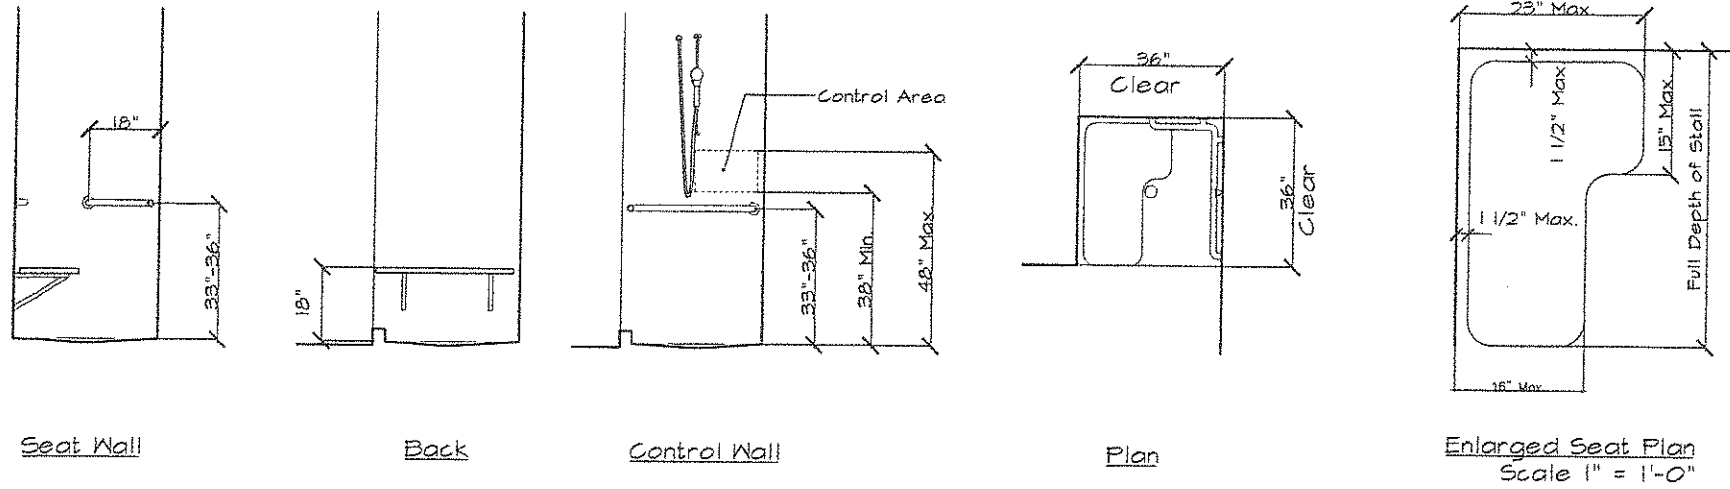 18"
33"-36"
Seat Wall
18"
Back
Control Area
33"-36"
38" Min.
48" Max.
Control Wall
36"
Clear
36"
Clear
Plan
23" Max.
1 1/2" Max.
15" Max.
Full Depth of Stall
1 1/2" Max.
Enlarged Seat Plan
Scale 1" = 1'-0"